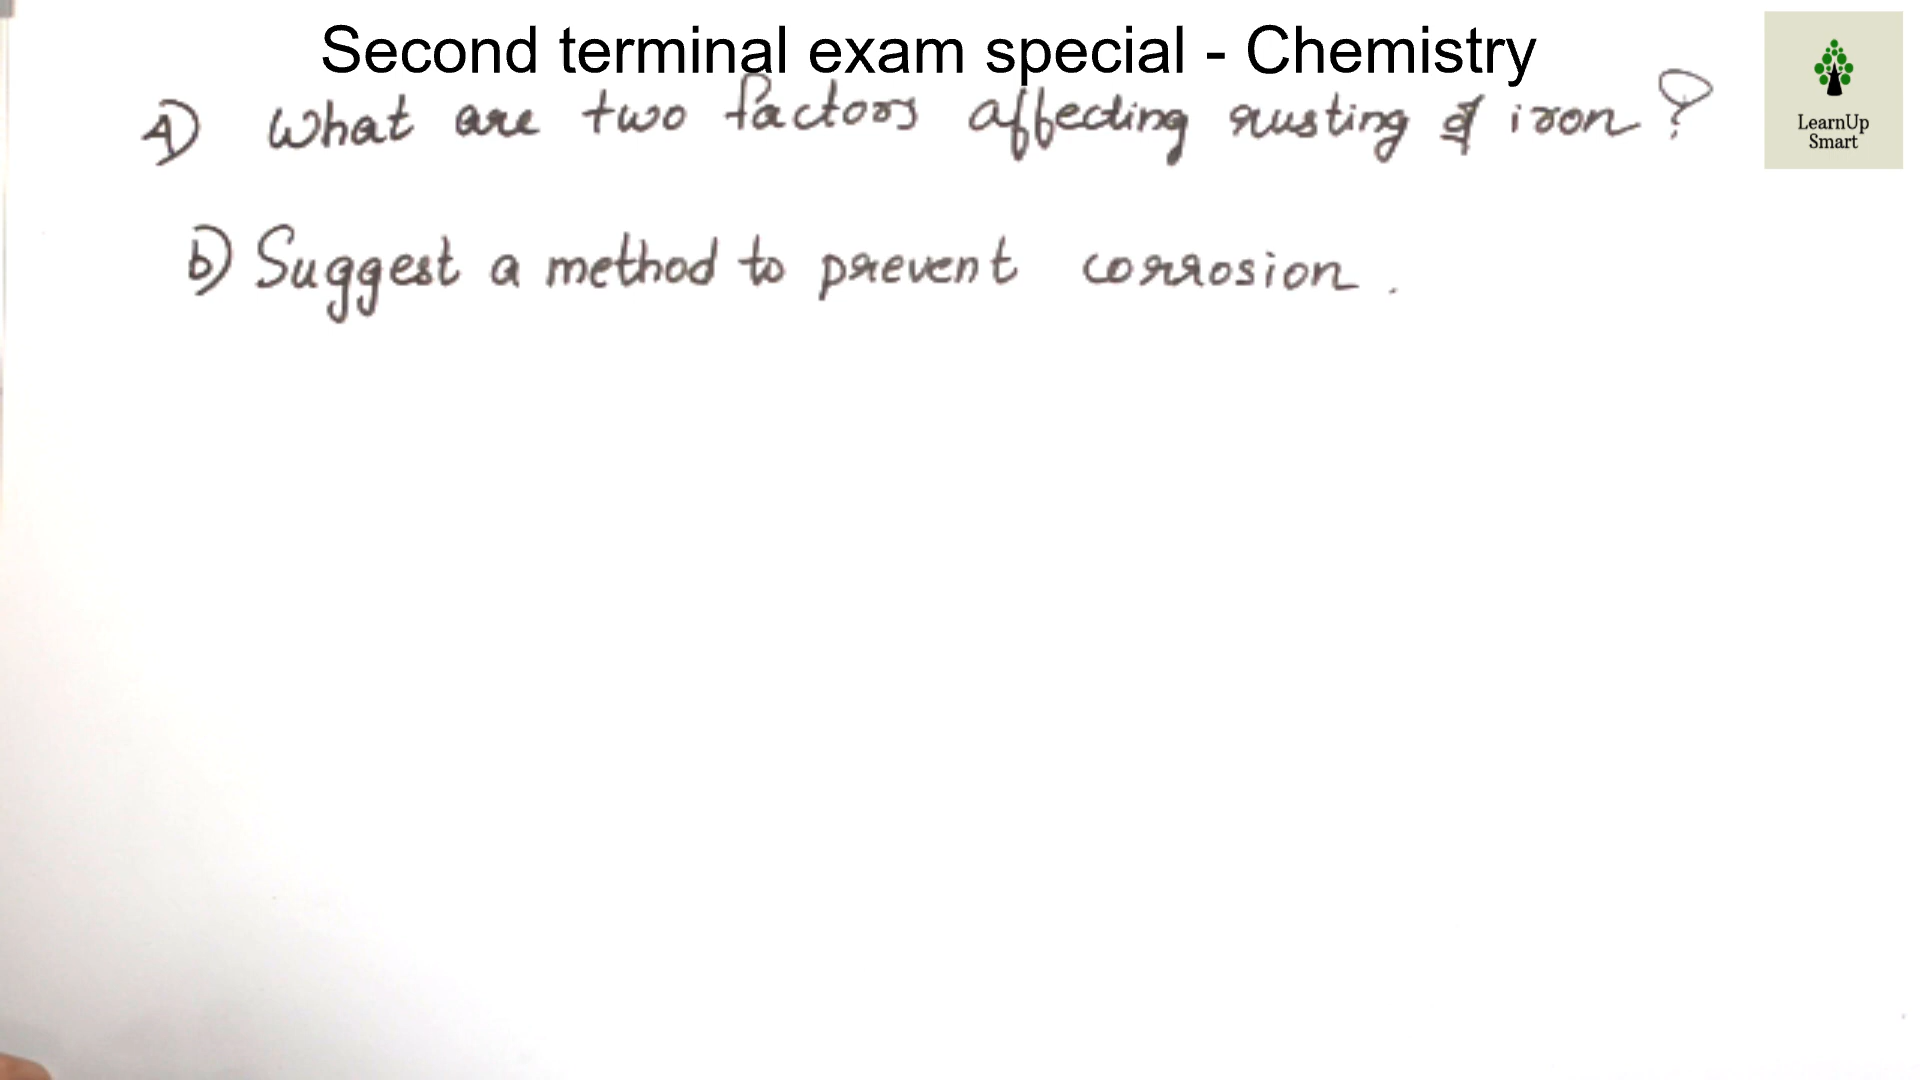 Second terminal exam special - Chemistry
A) What are two factors affecting rusting of iron?
LearnUp
Smart
b) Suggest a method to prevent corrosion.